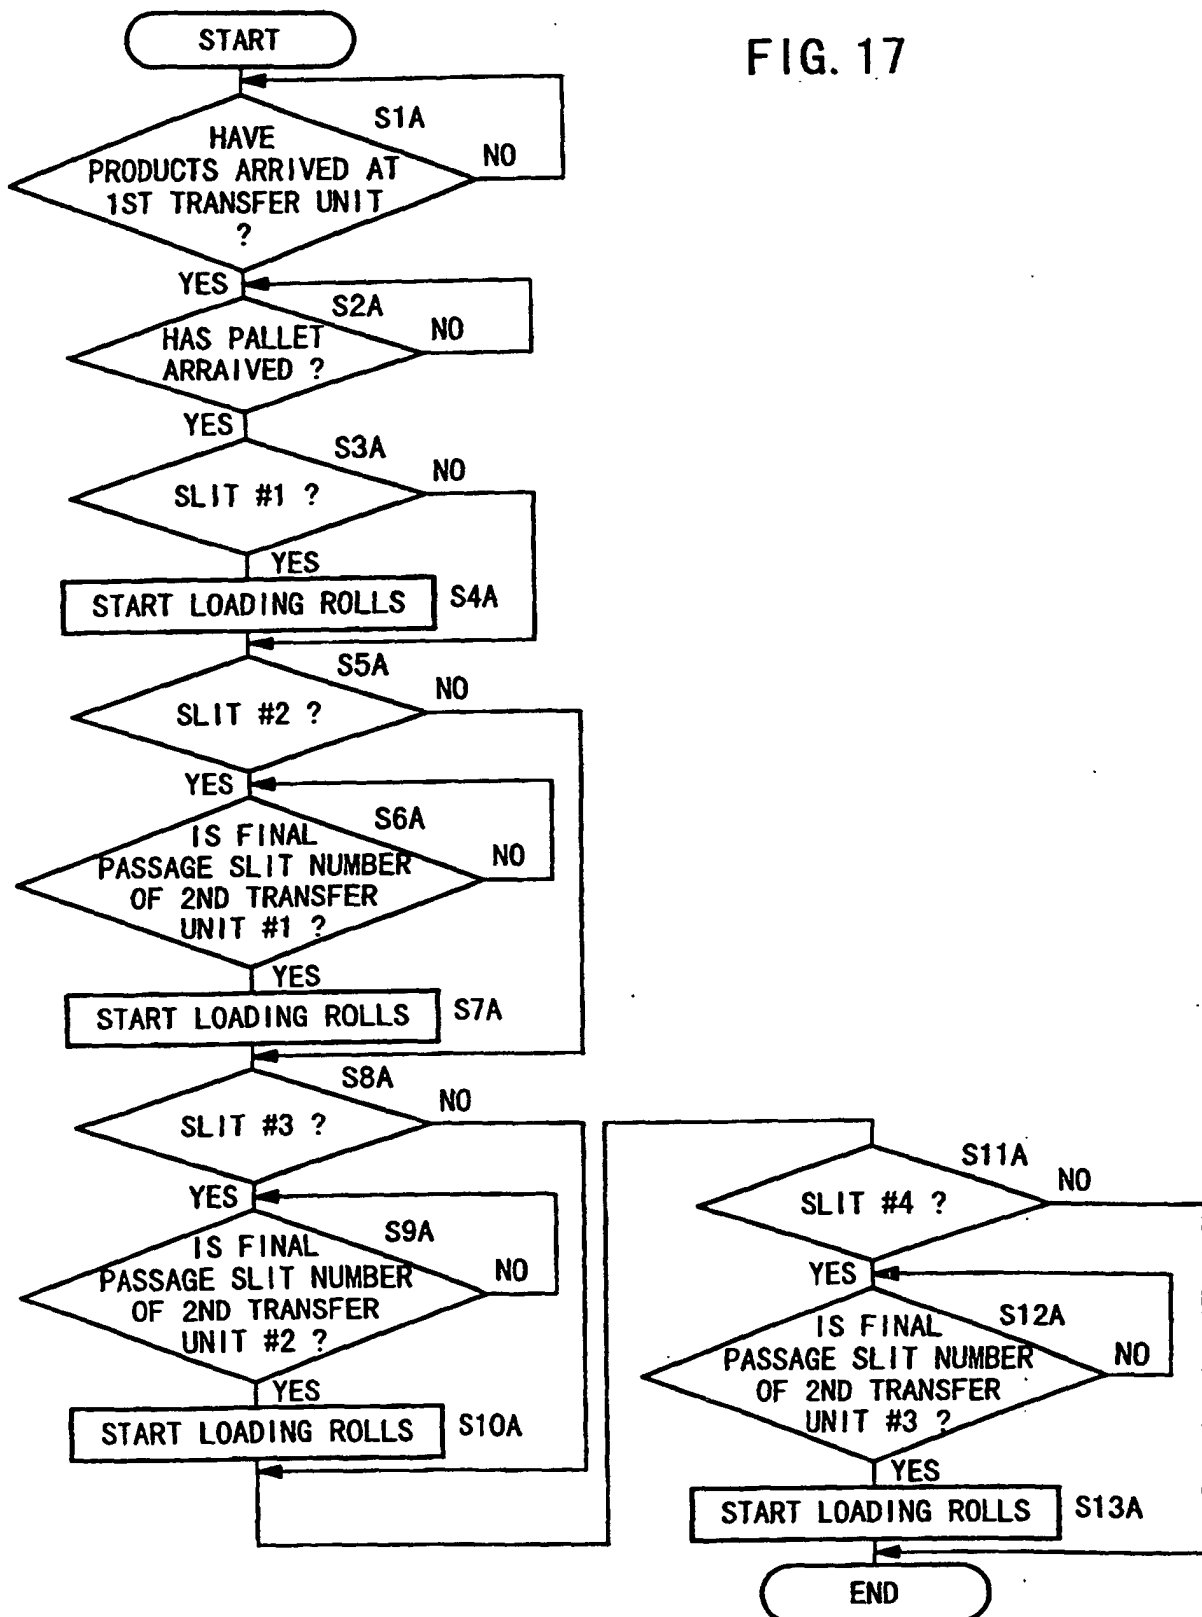 FIG. 17
START
S1A
HAVE
PRODUCTS ARRIVED AT
1ST TRANSFER UNIT
?
NO
YES
S2A
HAS PALLET
ARRAIVED ?
NO
YES
S3A
SLIT #1 ?
NO
YES
START LOADING ROLLS
S4A
S5A
SLIT #2 ?
NO
YES
S6A
IS FINAL
PASSAGE SLIT NUMBER
OF 2ND TRANSFER
UNIT #1 ?
NO
YES
START LOADING ROLLS
S7A
S8A
SLIT #3 ?
NO
YES
S9A
IS FINAL
PASSAGE SLIT NUMBER
OF 2ND TRANSFER
UNIT #2 ?
NO
YES
START LOADING ROLLS
S10A
S11A
SLIT #4 ?
NO
YES
S12A
IS FINAL
PASSAGE SLIT NUMBER
OF 2ND TRANSFER
UNIT #3 ?
NO
YES
START LOADING ROLLS
S13A
END